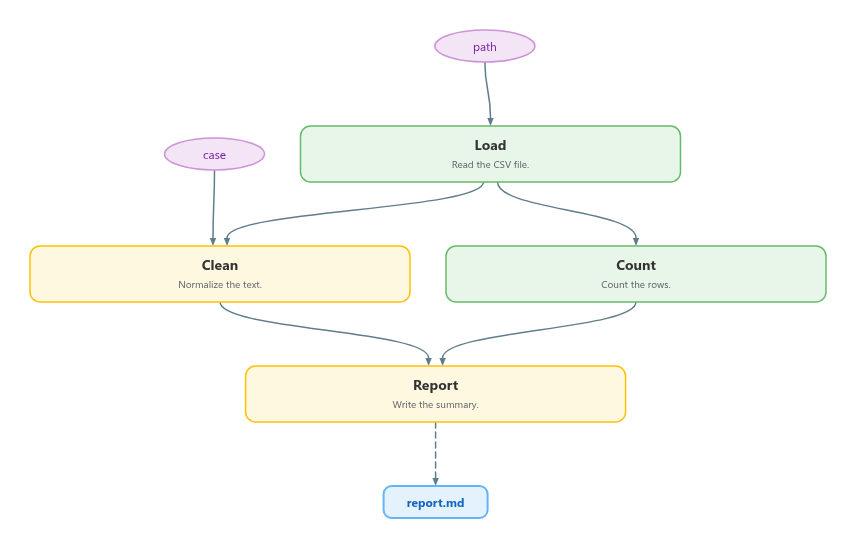 path
Load
Read the CSV file.
case
Clean
Normalize the text.
Count
Count the rows.
Report
Write the summary.
report.md